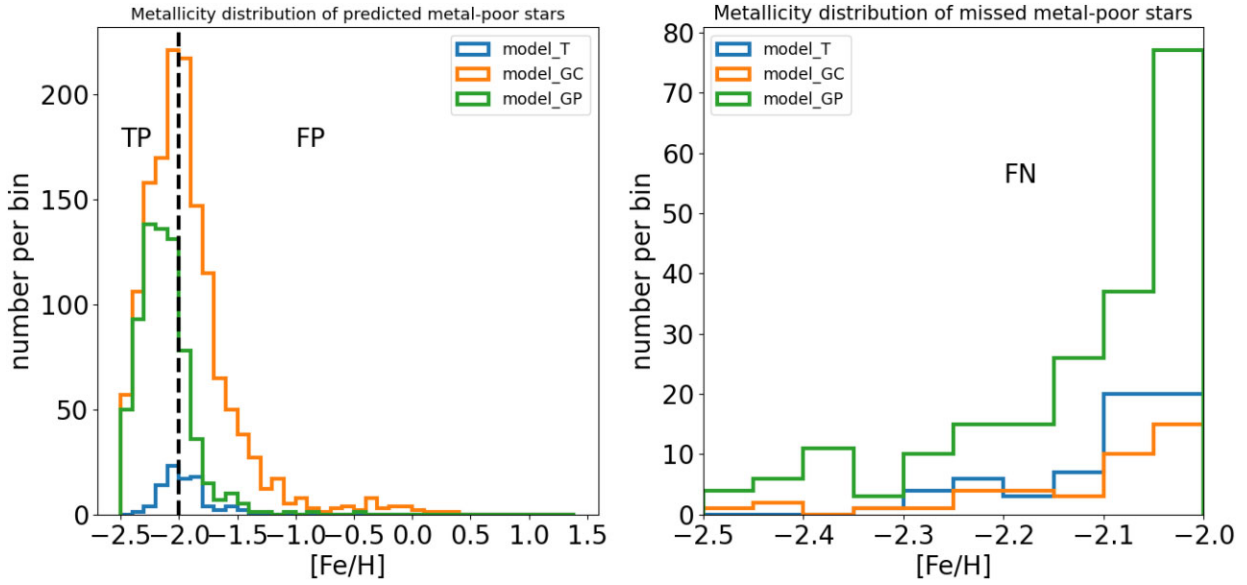 Metallicity distribution of predicted metal-poor stars
model_T
model_GC
model_GP
TP
FP
number per bin
200
150
100
50
0
−2.5 −2.0 −1.5 −1.0 −0.5 0.0 0.5 1.0 1.5
[Fe/H]
Metallicity distribution of missed metal-poor stars
model_T
model_GC
model_GP
FN
number per bin
80
70
60
50
40
30
20
10
0
−2.5 −2.4 −2.3 −2.2 −2.1 −2.0
[Fe/H]